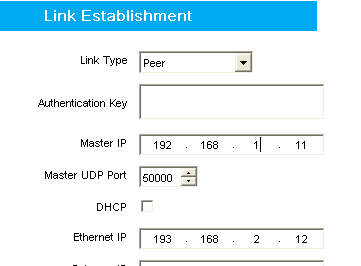 Link Establishment
Link Type Peer
Authentication Key
Master IP 192 . 168 . 1 . 11
Master UDP Port 50000
DHCP
Ethernet IP 193 . 168 . 2 . 12